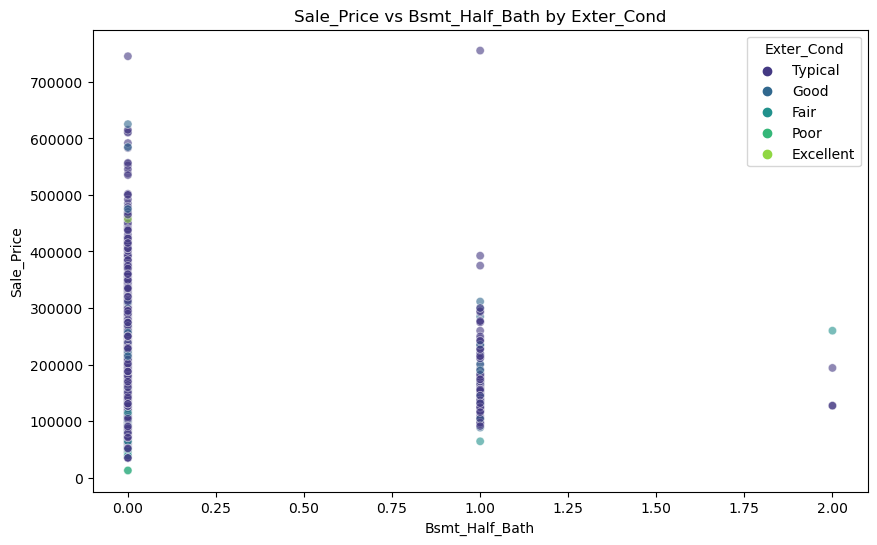 Sale_Price vs Bsmt_Half_Bath by Exter_Cond
Exter_Cond
Typical
Good
Fair
Poor
Excellent
Sale_Price
700000
600000
500000
400000
300000
200000
100000
0
0.00
0.25
0.50
0.75
1.00
1.25
1.50
1.75
2.00
Bsmt_Half_Bath